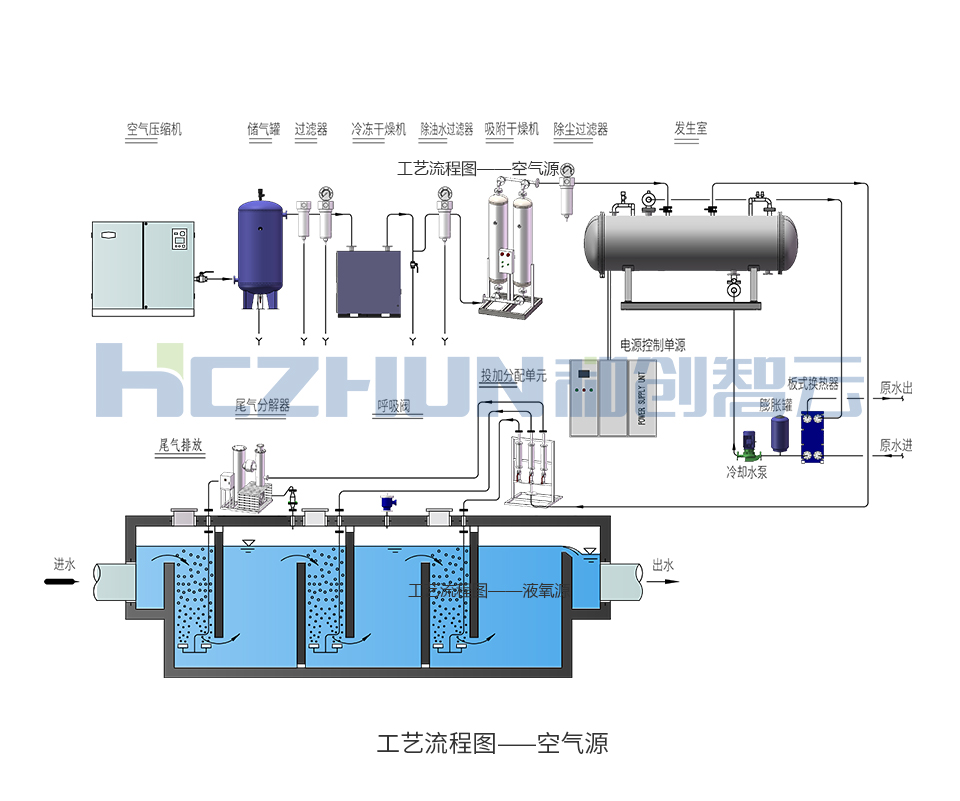 空气压缩机
储气罐
过滤器
冷冻干燥机
除油水过滤器
吸附干燥机
除尘过滤器
发生室
工艺流程图——空气源
电源控制单源
POWER SUPPLY UNIT
HCZHUN 和创智云
投加分配单元
板式换热器
原水出
尾气分解器
呼吸阀
膨胀罐
尾气排放
原水进
冷却水泵
进水
出水
工艺流程图——液氧源
工艺流程图——空气源